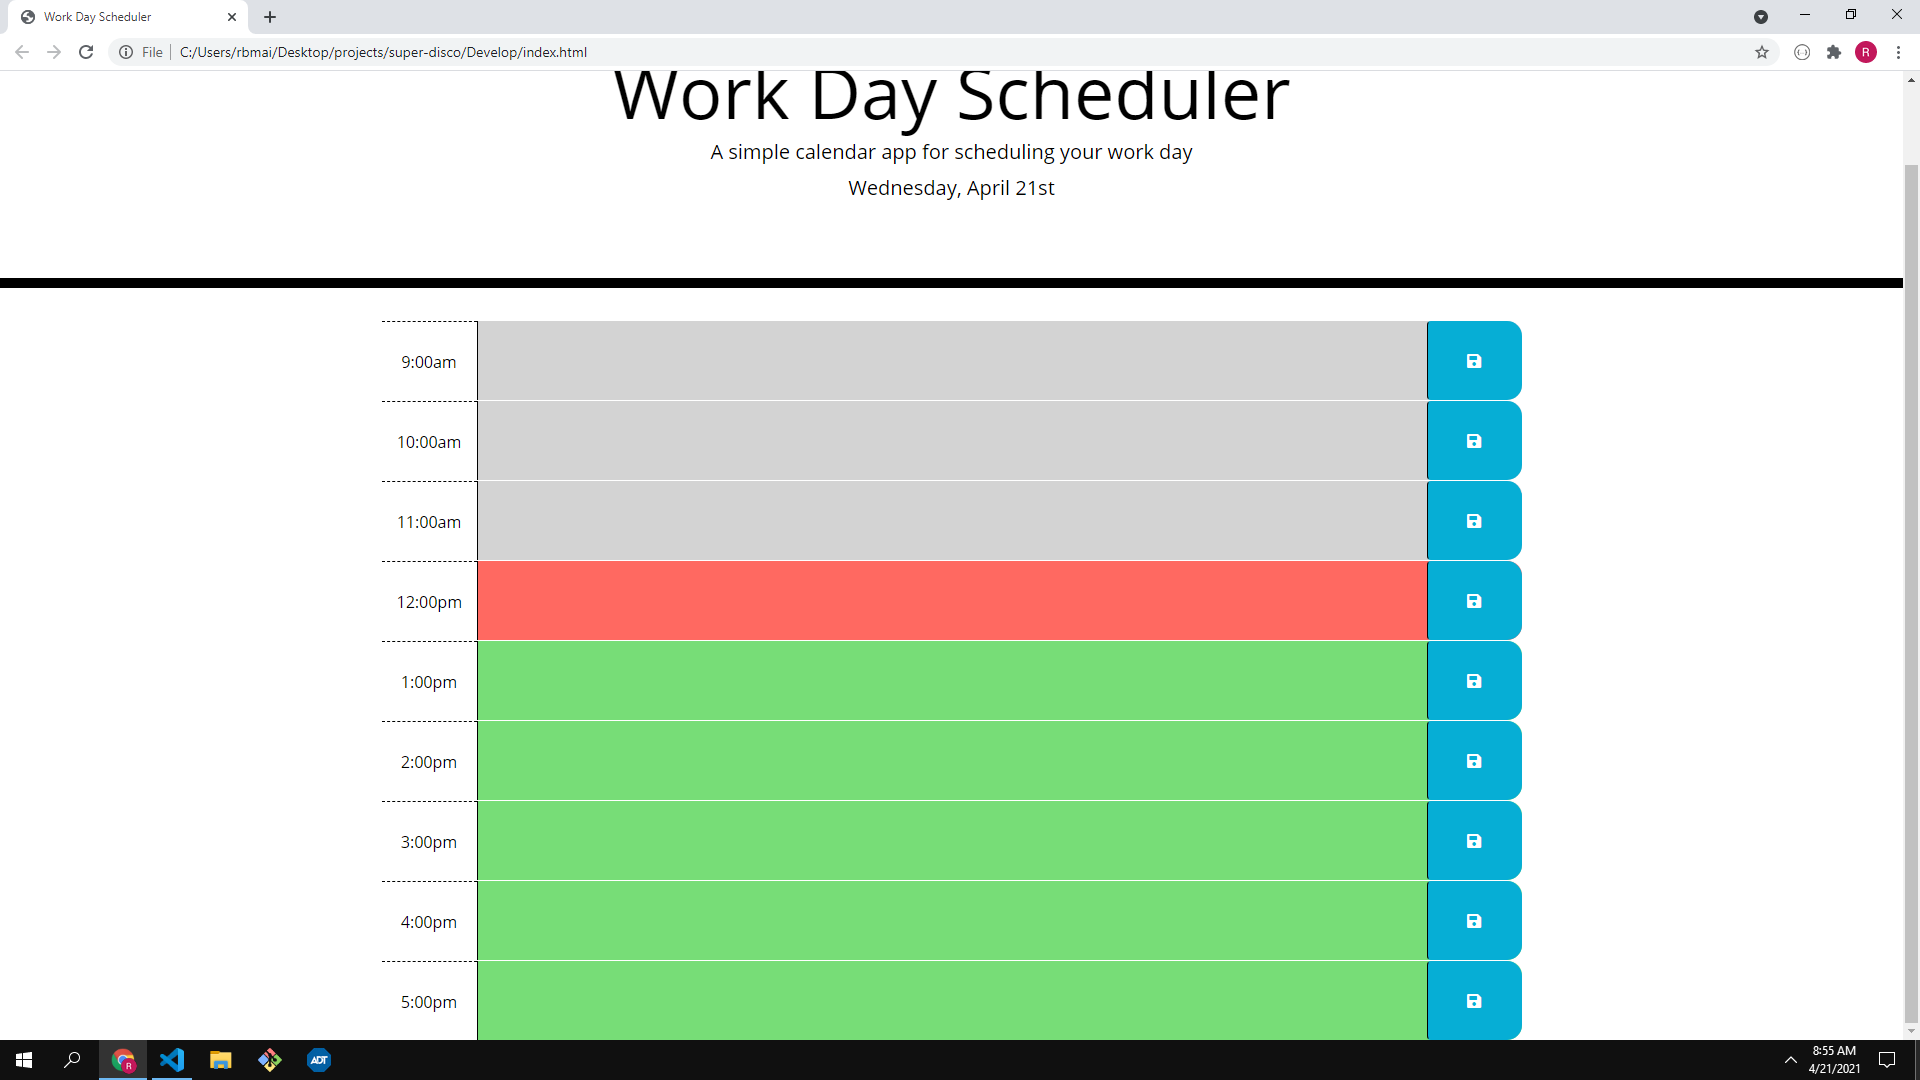 Work Day Scheduler
File
C:/Users/rbmai/Desktop/projects/super-disco/Develop/index.html
R
Work Day Scheduler
A simple calendar app for scheduling your work day
Wednesday, April 21st
9:00am
10:00am
11:00am
12:00pm
1:00pm
2:00pm
3:00pm
4:00pm
5:00pm
R
ADT
8:55 AM
4/21/2021